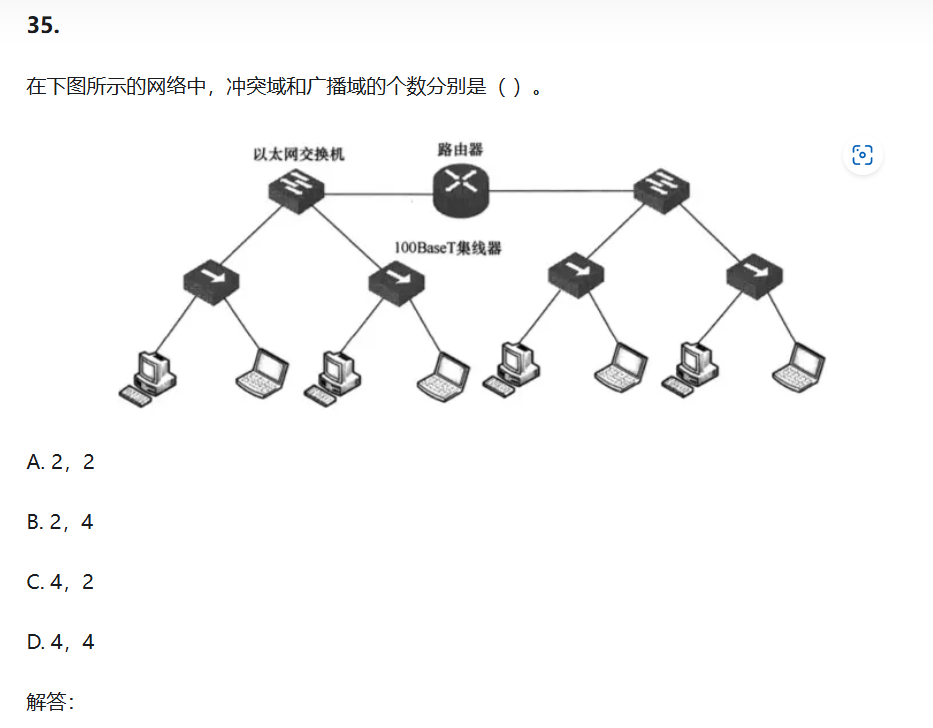 35.
在下图所示的网络中，冲突域和广播域的个数分别是（ ）。
以太网交换机
路由器
100BaseT集线器
A. 2，2
B. 2，4
C. 4，2
D. 4，4
解答：